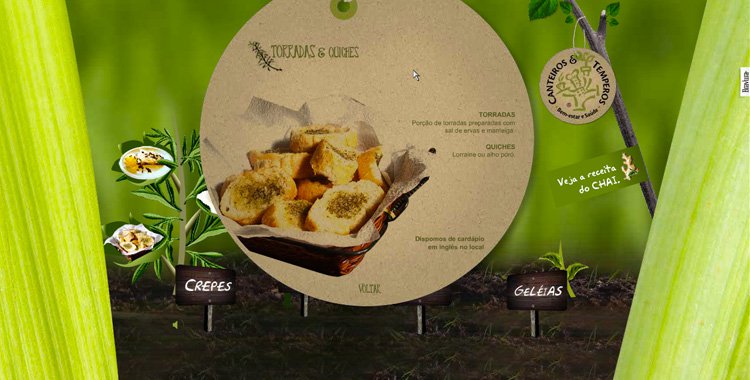 TORRADAS & QUICHES
TORRADAS
Porção de torradas preparadas com
sal de ervas e manteiga.
QUICHES
Lorraine ou alho poró.
Dispomos de cardápio
em inglês no local
VOLTAR
CANTEIROS & TEMPEROS
Bem-estar e Saúde
Veja a receita
do CHAI.
CREPES
GELÉIAS